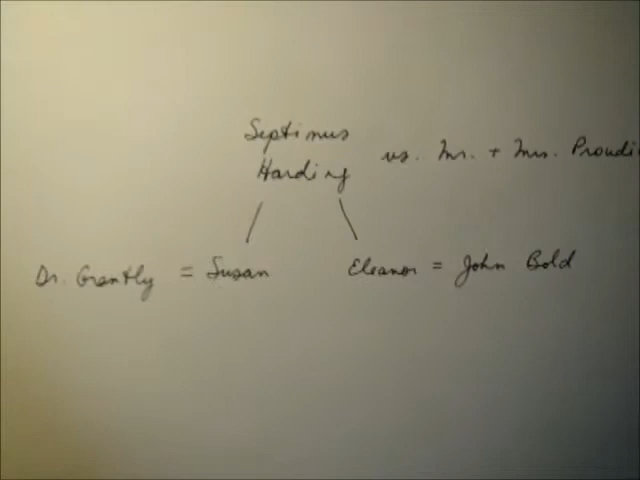 Septimus
Harding vs. Mr. + Mrs. Proudi
Dr. Grantly = Susan Eleanor = John Bold